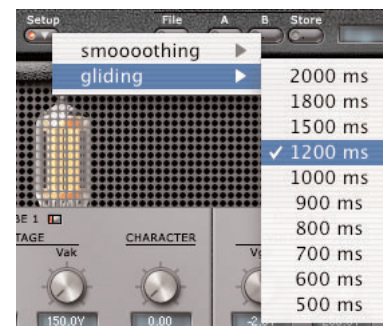 Setup File A B Store
smoooothing
gliding
2000 ms
1800 ms
1500 ms
✓ 1200 ms
1000 ms
900 ms
800 ms
700 ms
600 ms
500 ms
BE 1
TAGE CHARACTER
Vak Vg
150.0V 0.00